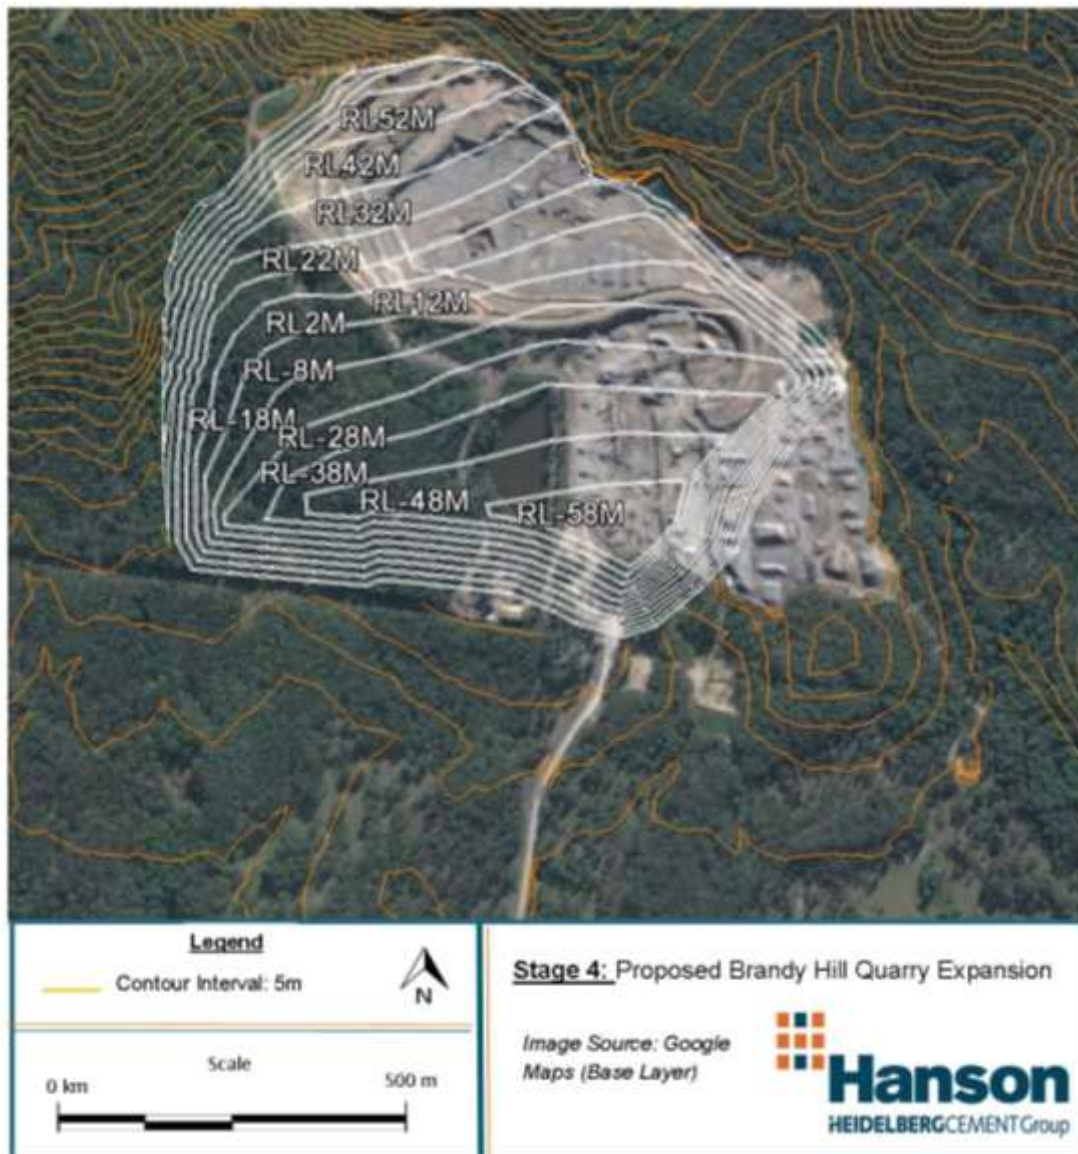 RL52M
RL42M
RL32M
RL22M
RL12M
RL2M
RL-8M
RL-18M
RL-28M
RL-38M
RL-48M
RL-58M
Legend
Contour Interval: 5m
N
Scale
0 km
500 m
Stage 4: Proposed Brandy Hill Quarry Expansion
Image Source: Google
Maps (Base Layer)
Hanson
HEIDELBERGCEMENTGroup